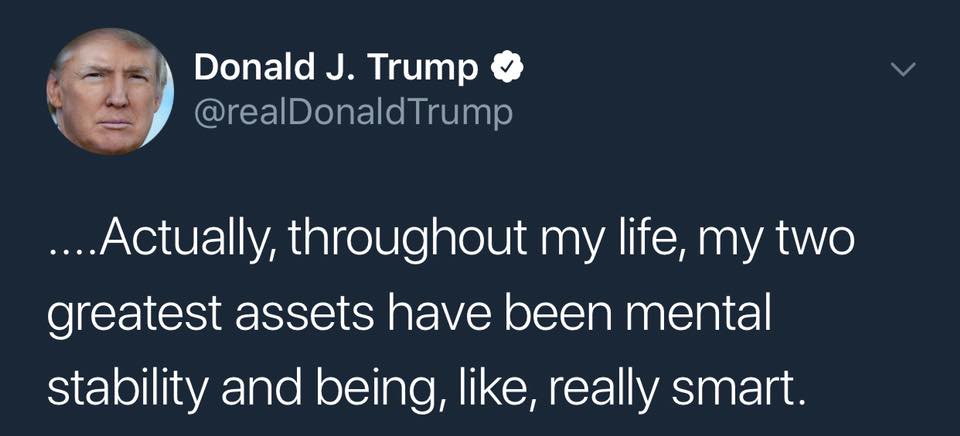 Donald J. Trump
@realDonaldTrump
....Actually, throughout my life, my two
greatest assets have been mental
stability and being, like, really smart.